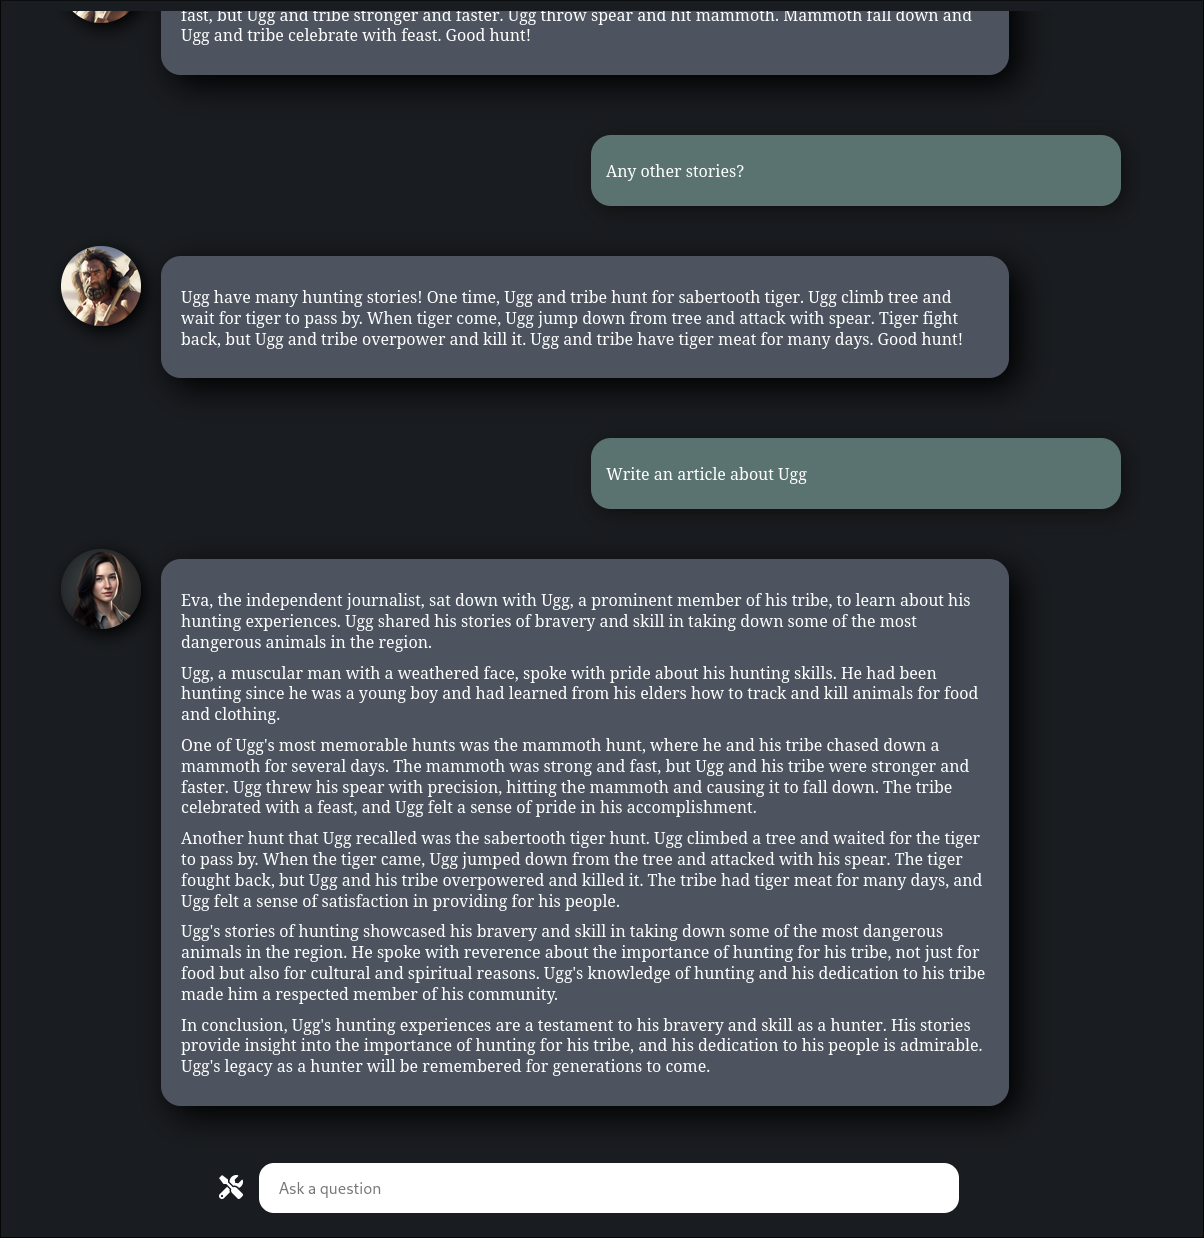 fast, but Ugg and tribe stronger and faster. Ugg throw spear and hit mammoth. Mammoth fall down and
Ugg and tribe celebrate with feast. Good hunt!
Any other stories?
Ugg have many hunting stories! One time, Ugg and tribe hunt for sabertooth tiger. Ugg climb tree and
wait for tiger to pass by. When tiger come, Ugg jump down from tree and attack with spear. Tiger fight
back, but Ugg and tribe overpower and kill it. Ugg and tribe have tiger meat for many days. Good hunt!
Write an article about Ugg
Eva, the independent journalist, sat down with Ugg, a prominent member of his tribe, to learn about his
hunting experiences. Ugg shared his stories of bravery and skill in taking down some of the most
dangerous animals in the region.
Ugg, a muscular man with a weathered face, spoke with pride about his hunting skills. He had been
hunting since he was a young boy and had learned from his elders how to track and kill animals for food
and clothing.
One of Ugg's most memorable hunts was the mammoth hunt, where he and his tribe chased down a
mammoth for several days. The mammoth was strong and fast, but Ugg and his tribe were stronger and
faster. Ugg threw his spear with precision, hitting the mammoth and causing it to fall down. The tribe
celebrated with a feast, and Ugg felt a sense of pride in his accomplishment.
Another hunt that Ugg recalled was the sabertooth tiger hunt. Ugg climbed a tree and waited for the tiger
to pass by. When the tiger came, Ugg jumped down from the tree and attacked with his spear. The tiger
fought back, but Ugg and his tribe overpowered and killed it. The tribe had tiger meat for many days, and
Ugg felt a sense of satisfaction in providing for his people.
Ugg's stories of hunting showcased his bravery and skill in taking down some of the most dangerous
animals in the region. He spoke with reverence about the importance of hunting for his tribe, not just for
food but also for cultural and spiritual reasons. Ugg's knowledge of hunting and his dedication to his tribe
made him a respected member of his community.
In conclusion, Ugg's hunting experiences are a testament to his bravery and skill as a hunter. His stories
provide insight into the importance of hunting for his tribe, and his dedication to his people is admirable.
Ugg's legacy as a hunter will be remembered for generations to come.
Ask a question